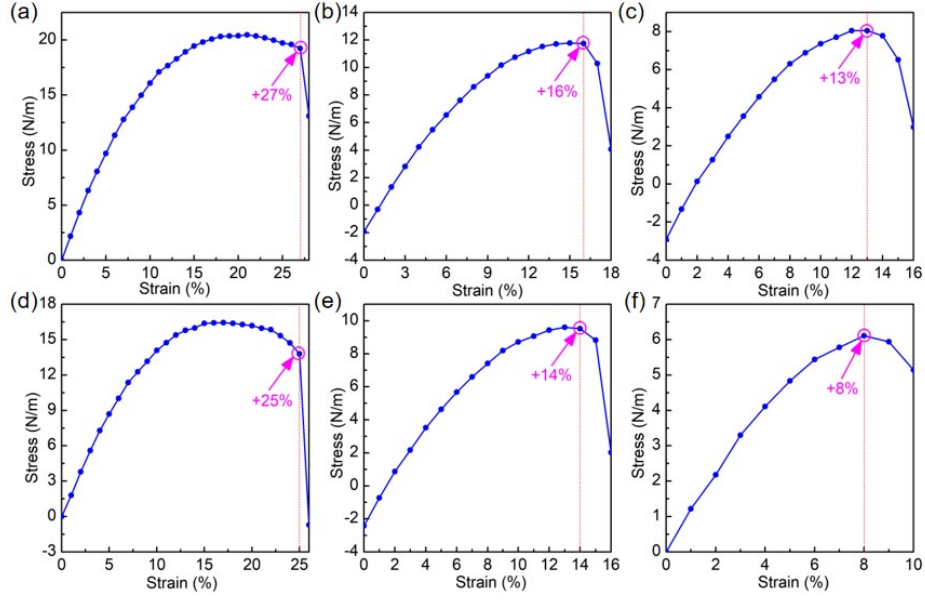 (a)
Stress (N/m)
20
15
10
5
0
+27%
0 5 10 15 20 25
Strain (%)
(b)
Stress (N/m)
14
12
10
8
6
4
2
0
-2
-4
+16%
0 3 6 9 12 15 18
Strain (%)
(c)
Stress (N/m)
8
6
4
2
0
-2
-4
+13%
0 2 4 6 8 10 12 14 16
Strain (%)
(d)
Stress (N/m)
18
15
12
9
6
3
0
-3
+25%
0 5 10 15 20 25
Strain (%)
(e)
Stress (N/m)
12
10
8
6
4
2
0
-2
-4
+14%
0 2 4 6 8 10 12 14 16
Strain (%)
(f)
Stress (N/m)
7
6
5
4
3
2
1
0
+8%
0 2 4 6 8 10
Strain (%)